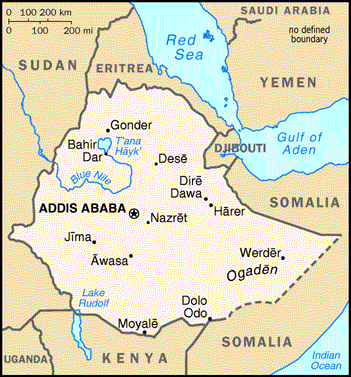 0 100 200 km
0 100 200 mi
SAUDI ARABIA
no defined
boundary
Red
Sea
SUDAN
ERITREA
YEMEN
Gonder
Bahir
Dar
T'ana
Hāyk'
Desē
DJIBOUTI
Gulf of
Aden
Blue Nile
Dirē
Dawa
SOMALIA
ADDIS ABABA
Hārer
Nazrēt
Jīma
Āwasa
Werdēr
Ogadēn
Lake
Rudolf
Dolo
Odo
Moyalē
UGANDA
KENYA
SOMALIA
Indian
Ocean